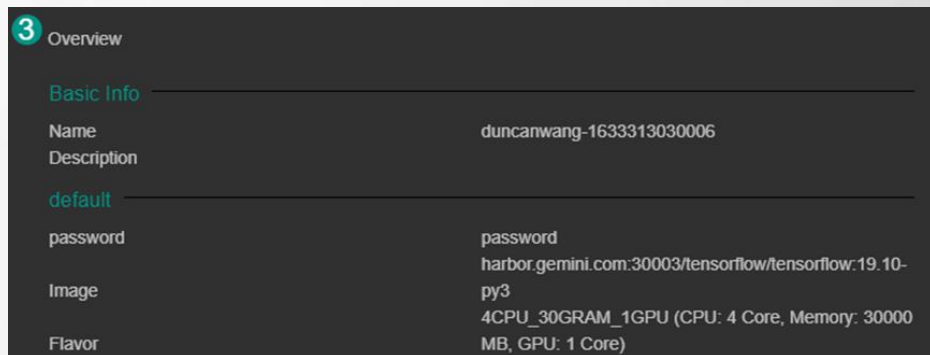 3 Overview
Basic Info
Name duncanwang-1633313030006
Description
default
password password
harbor.gemini.com:30003/tensorflow/tensorflow:19.10-
Image py3
4CPU_30GRAM_1GPU (CPU: 4 Core, Memory: 30000
Flavor MB, GPU: 1 Core)